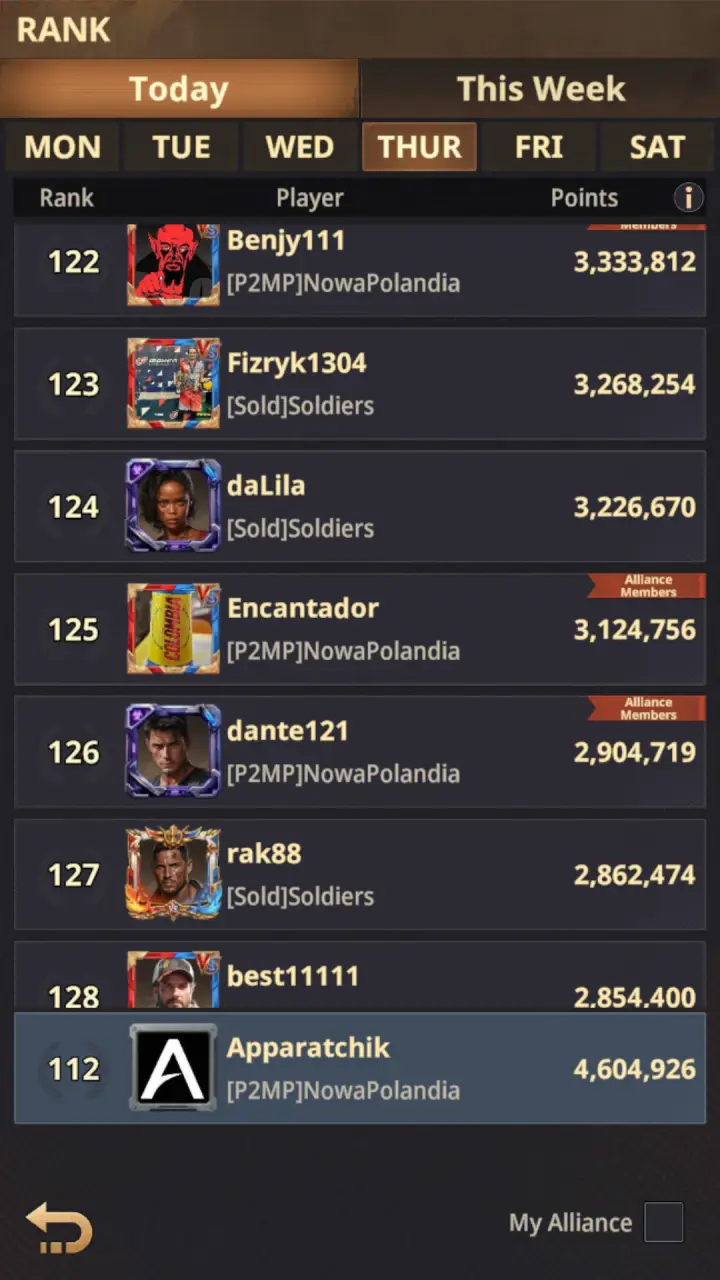 RANK
Today
This Week
MON
TUE
WED
THUR
FRI
SAT
Rank
Player
Points
i
Members
122
Benjy111
[P2MP]NowaPolandia
3,333,812
123
Fizryk1304
[Sold]Soldiers
3,268,254
124
daLila
[Sold]Soldiers
3,226,670
Alliance
Members
125
COLOMBIA
Encantador
[P2MP]NowaPolandia
3,124,756
Alliance
Members
126
dante121
[P2MP]NowaPolandia
2,904,719
127
rak88
[Sold]Soldiers
2,862,474
128
best11111
2,854,400
112
A
Apparatchik
[P2MP]NowaPolandia
4,604,926
My Alliance